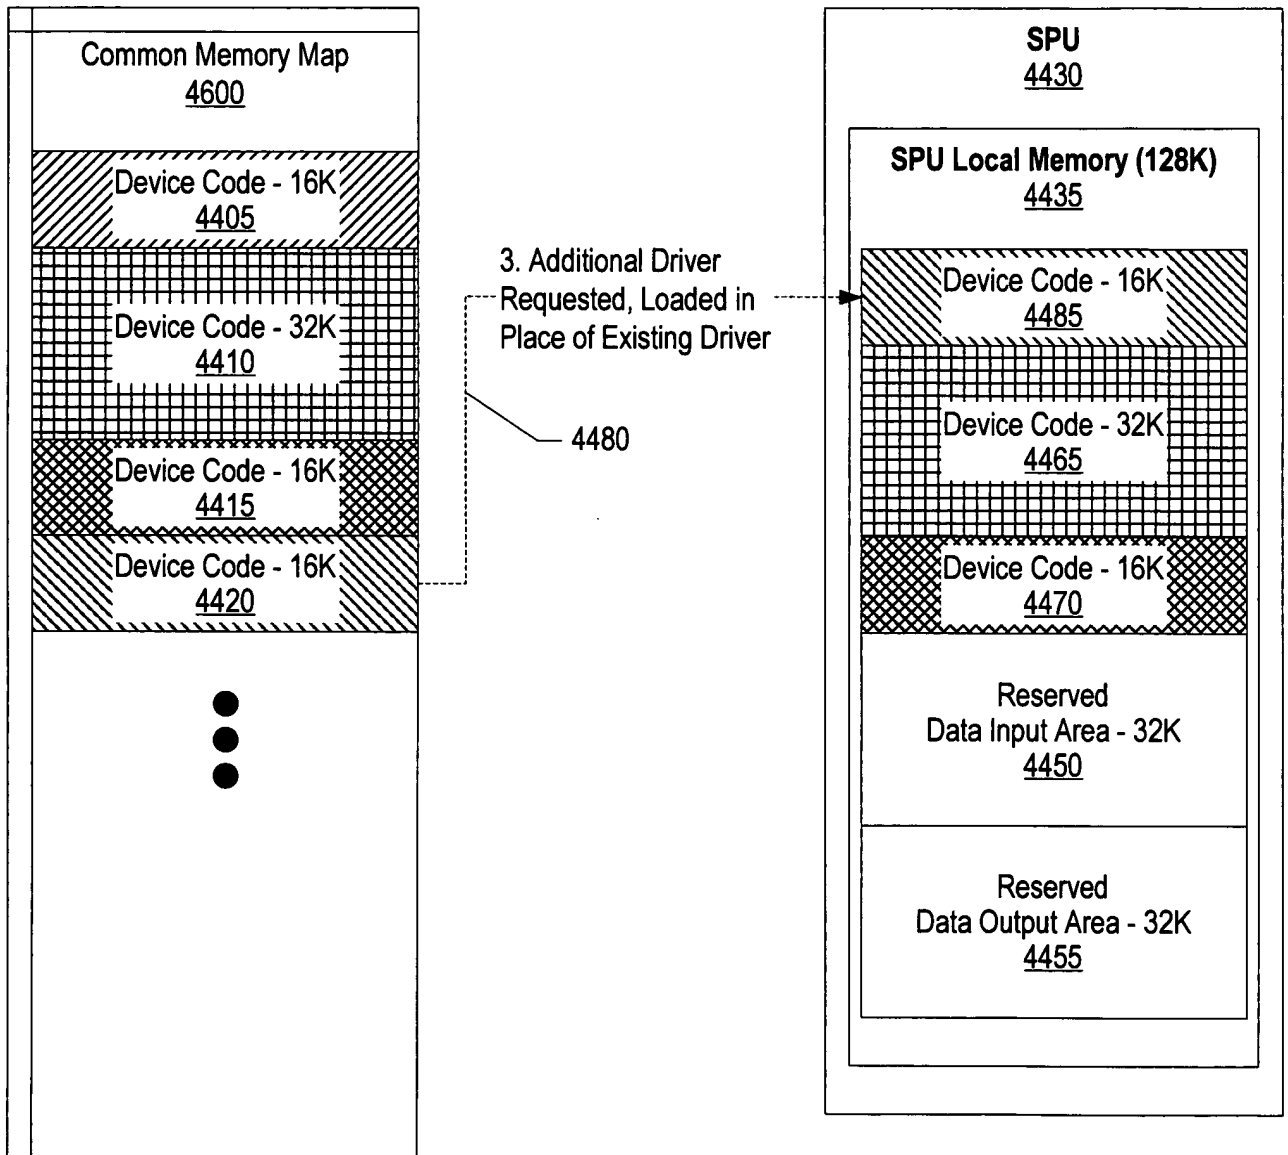 Common Memory Map
4600
Device Code - 16K
4405
Device Code - 32K
4410
Device Code - 16K
4415
Device Code - 16K
4420
3. Additional Driver
Requested, Loaded in
Place of Existing Driver
4480
SPU
4430
SPU Local Memory (128K)
4435
Device Code - 16K
4485
Device Code - 32K
4465
Device Code - 16K
4470
Reserved
Data Input Area - 32K
4450
Reserved
Data Output Area - 32K
4455